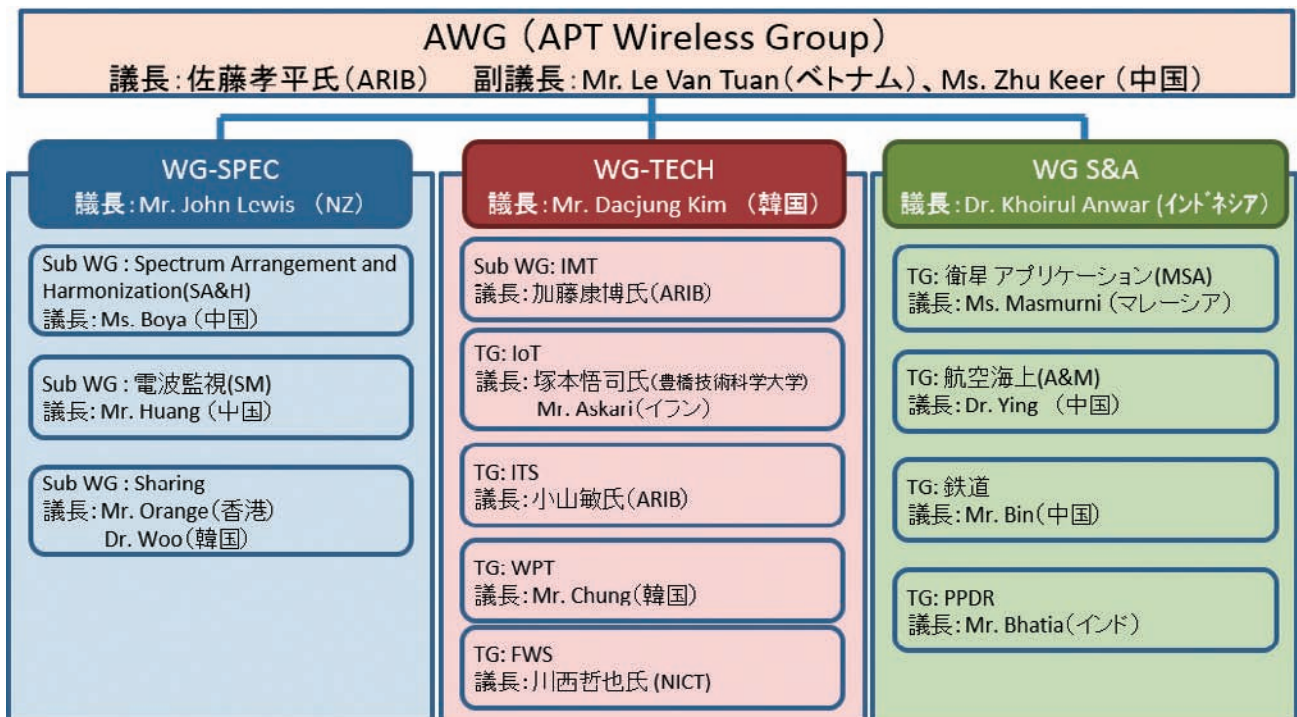 AWG（APT Wireless Group）
議長：佐藤孝平氏（ARIB） 副議長：Mr. Le Van Tuan（ベトナム）、Ms. Zhu Keer（中国）
WG-SPEC
議長：Mr. John Lewis （NZ）
Sub WG : Spectrum Arrangement and
Harmonization(SA&H)
議長：Ms. Boya（中国）
Sub WG : 電波監視(SM)
議長：Mr. Huang（中国）
Sub WG : Sharing
議長：Mr. Orange（香港）
Dr. Woo（韓国）
WG-TECH
議長：Mr. Daejung Kim （韓国）
Sub WG: IMT
議長：加藤康博氏（ARIB）
TG: IoT
議長：塚本悟司氏（豊橋技術科学大学）
Mr. Askari（イラン）
TG: ITS
議長：小山敏氏（ARIB）
TG: WPT
議長：Mr. Chung（韓国）
TG: FWS
議長：川西哲也氏 (NICT)
WG S&A
議長：Dr. Khoirul Anwar (ｲﾝﾄﾞﾈｼｱ）
TG: 衛星 アプリケーション(MSA)
議長：Ms. Masmurni（マレーシア）
TG: 航空海上(A&M)
議長：Dr. Ying （中国）
TG: 鉄道
議長：Mr. Bin（中国）
TG: PPDR
議長：Mr. Bhatia（インド）